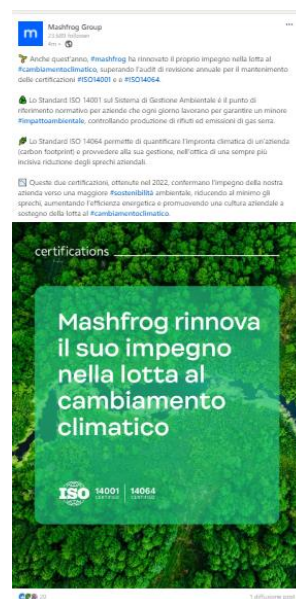 Mashfrog Group
Anche quest'anno, #mashfrog ha rinnovato il proprio impegno nella lotta al
#cambiamentoclimatico, superando l'audit di revisione annuale per il mantenimento
delle certificazioni #ISO14001 e e #ISO14064.
Lo Standard ISO 14001 sul Sistema di Gestione Ambientale è il punto di
riferimento normativo per aziende che ogni giorno lavorano per garantire un minore
#impattoambientale, controllando produzione di rifiuti ed emissioni di gas serra.
Lo Standard ISO 14064 permette di quantificare l'impronta climatica di un'azienda
(carbon footprint) e provvedere alla sua gestione, nell'ottica di una sempre più
incisiva riduzione degli sprechi aziendali.
Queste due certificazioni, ottenute nel 2022, confermano l'impegno della nostra
azienda verso una maggiore #sostenibilità ambientale, riducendo al minimo gli
sprechi, aumentando l'efficienza energetica e promuovendo una cultura aziendale a
sostegno della lotta al #cambiamentoclimatico.
certifications
Mashfrog rinnova
il suo impegno
nella lotta al
cambiamento
climatico
ISO 14001 14064
CERTIFIED CERTIFIED
20
1 diffusione post